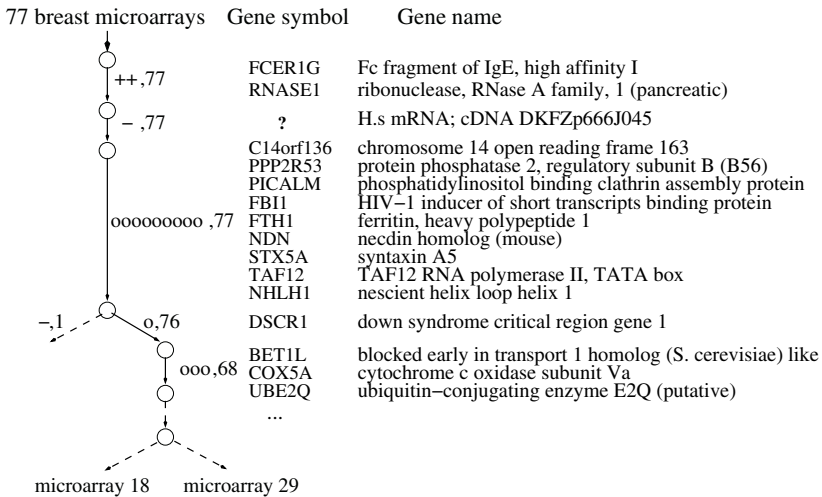 77 breast microarrays Gene symbol Gene name
FCER1G Fc fragment of IgE, high affinity I
++,77
RNASE1 ribonuclease, RNase A family, 1 (pancreatic)
− ,77 ? H.s mRNA; cDNA DKFZp666J045
C14orf136 chromosome 14 open reading frame 163
PPP2R53 protein phosphatase 2, regulatory subunit B (B56)
PICALM phosphatidylinositol binding clathrin assembly protein
FBI1 HIV−1 inducer of short transcripts binding protein
ooooooooo ,77 FTH1 ferritin, heavy polypeptide 1
NDN necdin homolog (mouse)
STX5A syntaxin A5
TAF12 TAF12 RNA polymerase II, TATA box
NHLH1 nescient helix loop helix 1
−,1 o,76 DSCR1 down syndrome critical region gene 1
BET1L blocked early in transport 1 homolog (S. cerevisiae) like
ooo,68 COX5A cytochrome c oxidase subunit Va
UBE2Q ubiquitin−conjugating enzyme E2Q (putative)
...
microarray 18 microarray 29